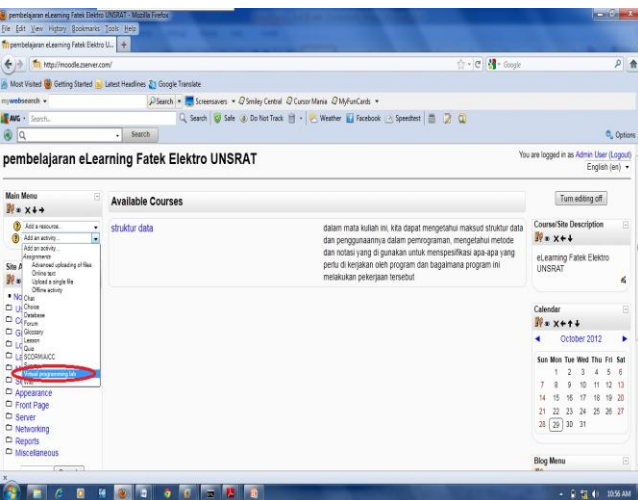 pembelajaran eLearning Fatek Elektro UNSRAT - Mozilla Firefox
File Edit View History Bookmarks Tools Help
pembelajaran eLearning Fatek Elektro U...
http://moodle.zserver.com/
Google
Most Visited Getting Started Latest Headlines Google Translate
mywebsearch Search Screensavers Smiley Central Cursor Mania MyFunCards
AVG Search... Search Safe Do Not Track Weather Facebook Speedtest
Search Options
pembelajaran eLearning Fatek Elektro UNSRAT
You are logged in as Admin User (Logout)
English (en)
Turn editing off
Main Menu
Add a resource...
Add an activity...
Add an activity...
Assignments
Advanced uploading of files
Online text
Upload a single file
Offline activity
Chat
Choice
Database
Forum
Glossary
Lesson
Quiz
SCORM/AICC
Virtual programming lab
Appearance
Front Page
Server
Networking
Reports
Miscellaneous
Available Courses
struktur data
dalam mata kuliah ini, kita dapat mengetahui maksud struktur data
dan penggunaannya dalam pemrograman, mengetahui metode
dan notasi yang di gunakan untuk menspesifikasi apa-apa yang
perlu di kerjakan oleh program dan bagaimana program ini
melakukan pekerjaan tersebut
Course/Site Description
eLearning Fatek Elektro
UNSRAT
Calendar
October 2012
Sun Mon Tue Wed Thu Fri Sat
1 2 3 4 5 6
7 8 9 10 11 12 13
14 15 16 17 18 19 20
21 22 23 24 25 26 27
28 29 30 31
Blog Menu
10:56 AM